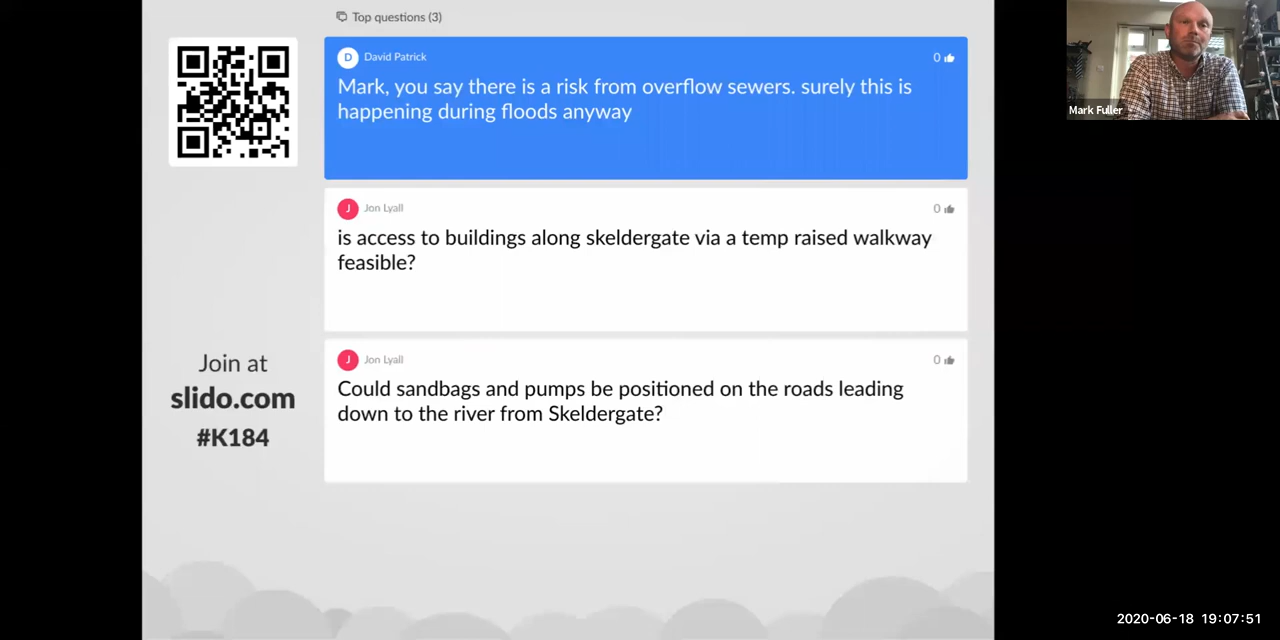 Top questions (3)
D David Patrick 0
Mark, you say there is a risk from overflow sewers. surely this is
happening during floods anyway
J Jon Lyall 0
is access to buildings along skeldergate via a temp raised walkway
feasible?
J Jon Lyall 0
Could sandbags and pumps be positioned on the roads leading
down to the river from Skeldergate?
Join at
slido.com
#K184
Mark Fuller
2020-06-18 19:07:51